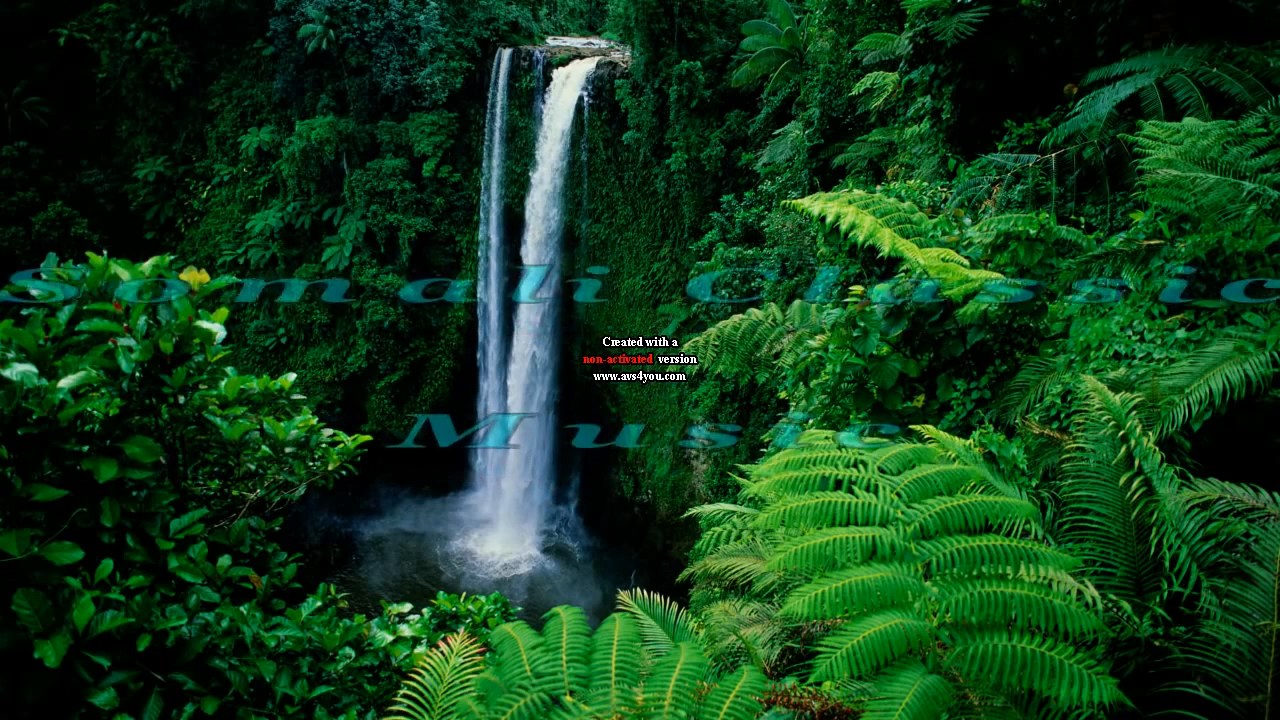 Somali Classic
Created with a
non-activated version
www.avs4you.com
Music